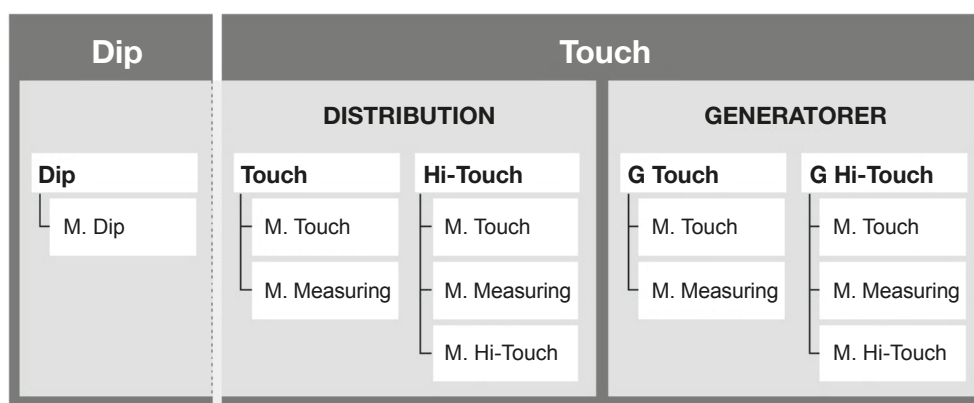 Dip
Touch
DISTRIBUTION
GENERATORER
Dip
M. Dip
Touch
M. Touch
M. Measuring
Hi-Touch
M. Touch
M. Measuring
M. Hi-Touch
G Touch
M. Touch
M. Measuring
G Hi-Touch
M. Touch
M. Measuring
M. Hi-Touch